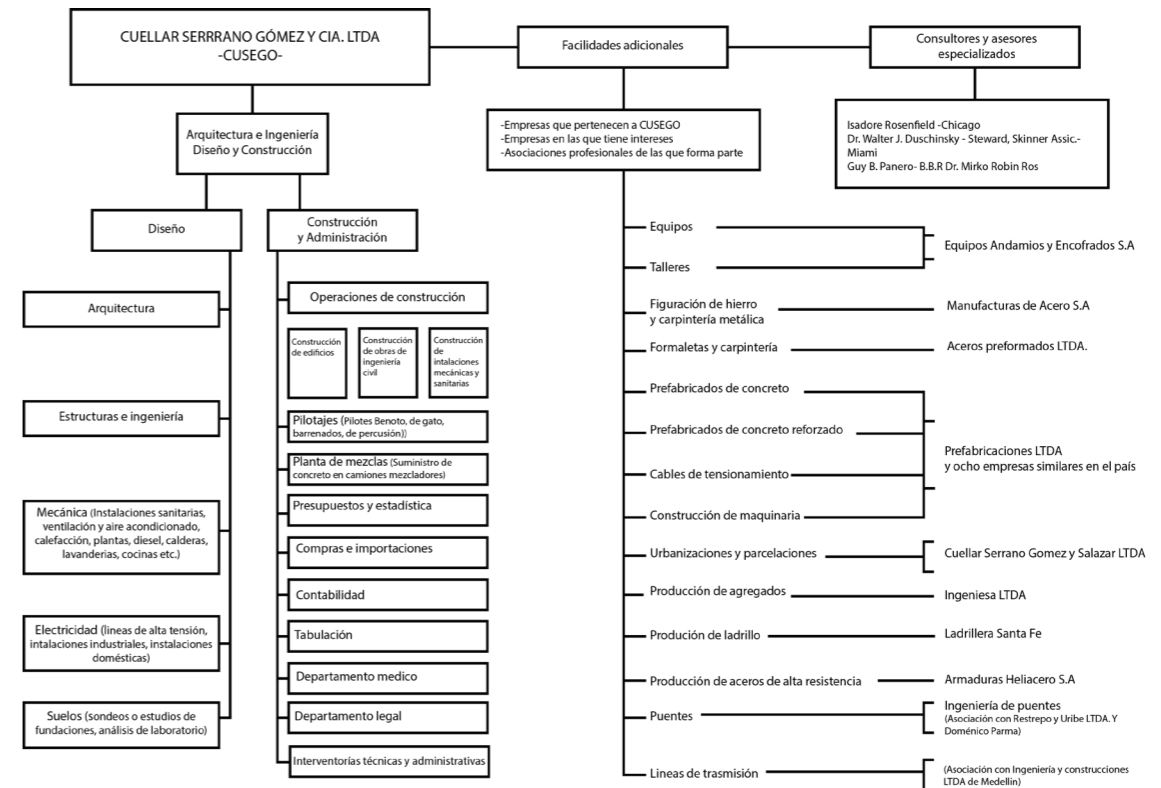 CUELLAR SERRRANO GÓMEZ Y CIA. LTDA
-CUSEGO-
Facilidades adicionales
Consultores y asesores
especializados
Arquitectura e Ingeniería
Diseño y Construcción
-Empresas que pertenecen a CUSEGO
-Empresas en las que tiene intereses
-Asociaciones profesionales de las que forma parte
Isadore Rosenfield -Chicago
Dr. Walter J. Duschinsky - Steward, Skinner Assic.-
Miami
Guy B. Panero- B.B.R Dr. Mirko Robin Ros
Diseño
Construcción
y Administración
Arquitectura
Estructuras e ingeniería
Mecánica (Instalaciones sanitarias,
ventilación y aire acondicionado,
calefacción, plantas, diesel, calderas,
lavanderias, cocinas etc.)
Electricidad (lineas de alta tensión,
intalaciones industriales, instalaciones
domésticas)
Suelos (sondeos o estudios de
fundaciones, análisis de laboratorio)
Operaciones de construcción
Construcción
de edificios
Construcción
de obras de
ingeniería
civil
Construcción
de
intalaciones
mecánicas y
sanitarias
Pilotajes (Pilotes Benoto, de gato,
barrenados, de percusión))
Planta de mezclas (Suministro de
concreto en camiones mezcladores)
Presupuestos y estadística
Compras e importaciones
Contabilidad
Tabulación
Departamento medico
Departamento legal
Interventorías técnicas y administrativas
Equipos
Talleres
Equipos Andamios y Encofrados S.A
Figuración de hierro
y carpintería metálica
Manufacturas de Acero S.A
Formaletas y carpintería
Aceros preformados LTDA.
Prefabricados de concreto
Prefabricados de concreto reforzado
Cables de tensionamiento
Construcción de maquinaria
Prefabricaciones LTDA
y ocho empresas similares en el país
Urbanizaciones y parcelaciones
Cuellar Serrano Gomez y Salazar LTDA
Producción de agregados
Ingeniesa LTDA
Produción de ladrillo
Ladrillera Santa Fe
Producción de aceros de alta resistencia
Armaduras Heliacero S.A
Puentes
Ingeniería de puentes
(Asociación con Restrepo y Uribe LTDA. Y
Doménico Parma)
Lineas de trasmisión
(Asociación con Ingeniería y construcciones
LTDA de Medellin)